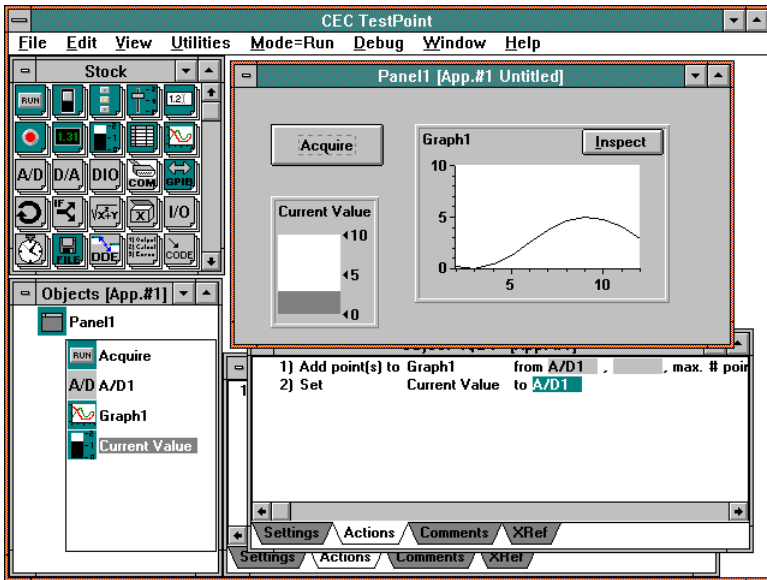 CEC TestPoint
File Edit View Utilities Mode=Run Debug Window Help
Stock
RUN
1.2
1.31
A/D D/A DIO COM GPIB
IF √x+Y X I/O
FILE DDE CODE
Objects [App.#1]
Panel1
RUN Acquire
A/D A/D1
Graph1
Current Value
Panel1 [App.#1 Untitled]
Acquire
Graph1
Inspect
10
5
0
5 10
Current Value
10
5
0
1) Add point(s) to Graph1 from A/D1 , , max. # poin
2) Set Current Value to A/D1
1
Settings Actions Comments XRef
Settings Actions Comments XRef